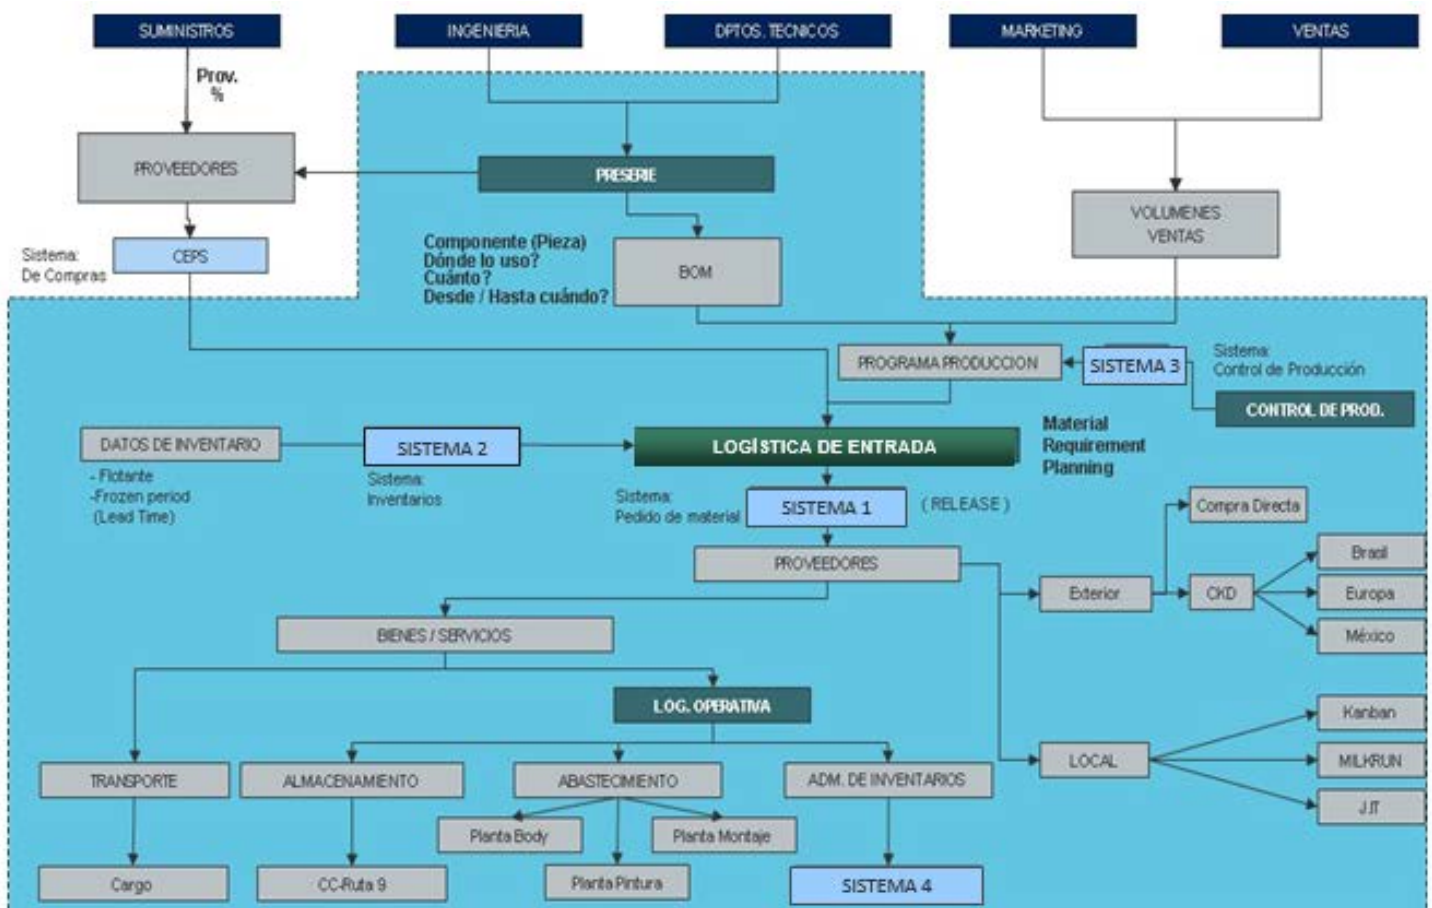 SUMINISTROS
INGENIERIA
DPTOS. TECNICOS
MARKETING
VENTAS
Prov.
%
PROVEEDORES
PRESERIE
VOLUMENES
VENTAS
Sistema:
De Compras
CEPS
Componente (Pieza)
Dónde lo uso?
Cuánto?
Desde / Hasta cuándo?
BOM
PROGRAMA PRODUCCION
SISTEMA 3
Sistema:
Control de Producción
CONTROL DE PROD.
DATOS DE INVENTARIO
- Flotante
-Frozen period
(Lead Time)
SISTEMA 2
Sistema:
Inventarios
LOGÍSTICA DE ENTRADA
Material
Requirement
Planning
Sistema:
Pedido de material
SISTEMA 1
( RELEASE )
Compra Directa
PROVEEDORES
Exterior
CKD
Brasil
Europa
México
BIENES / SERVICIOS
LOG. OPERATIVA
Kanban
LOCAL
MILKRUN
J.IT
TRANSPORTE
ALMACENAMIENTO
ABASTECIMIENTO
ADM. DE INVENTARIOS
Planta Body
Planta Montaje
Cargo
CC-Ruta 9
Planta Pintura
SISTEMA 4